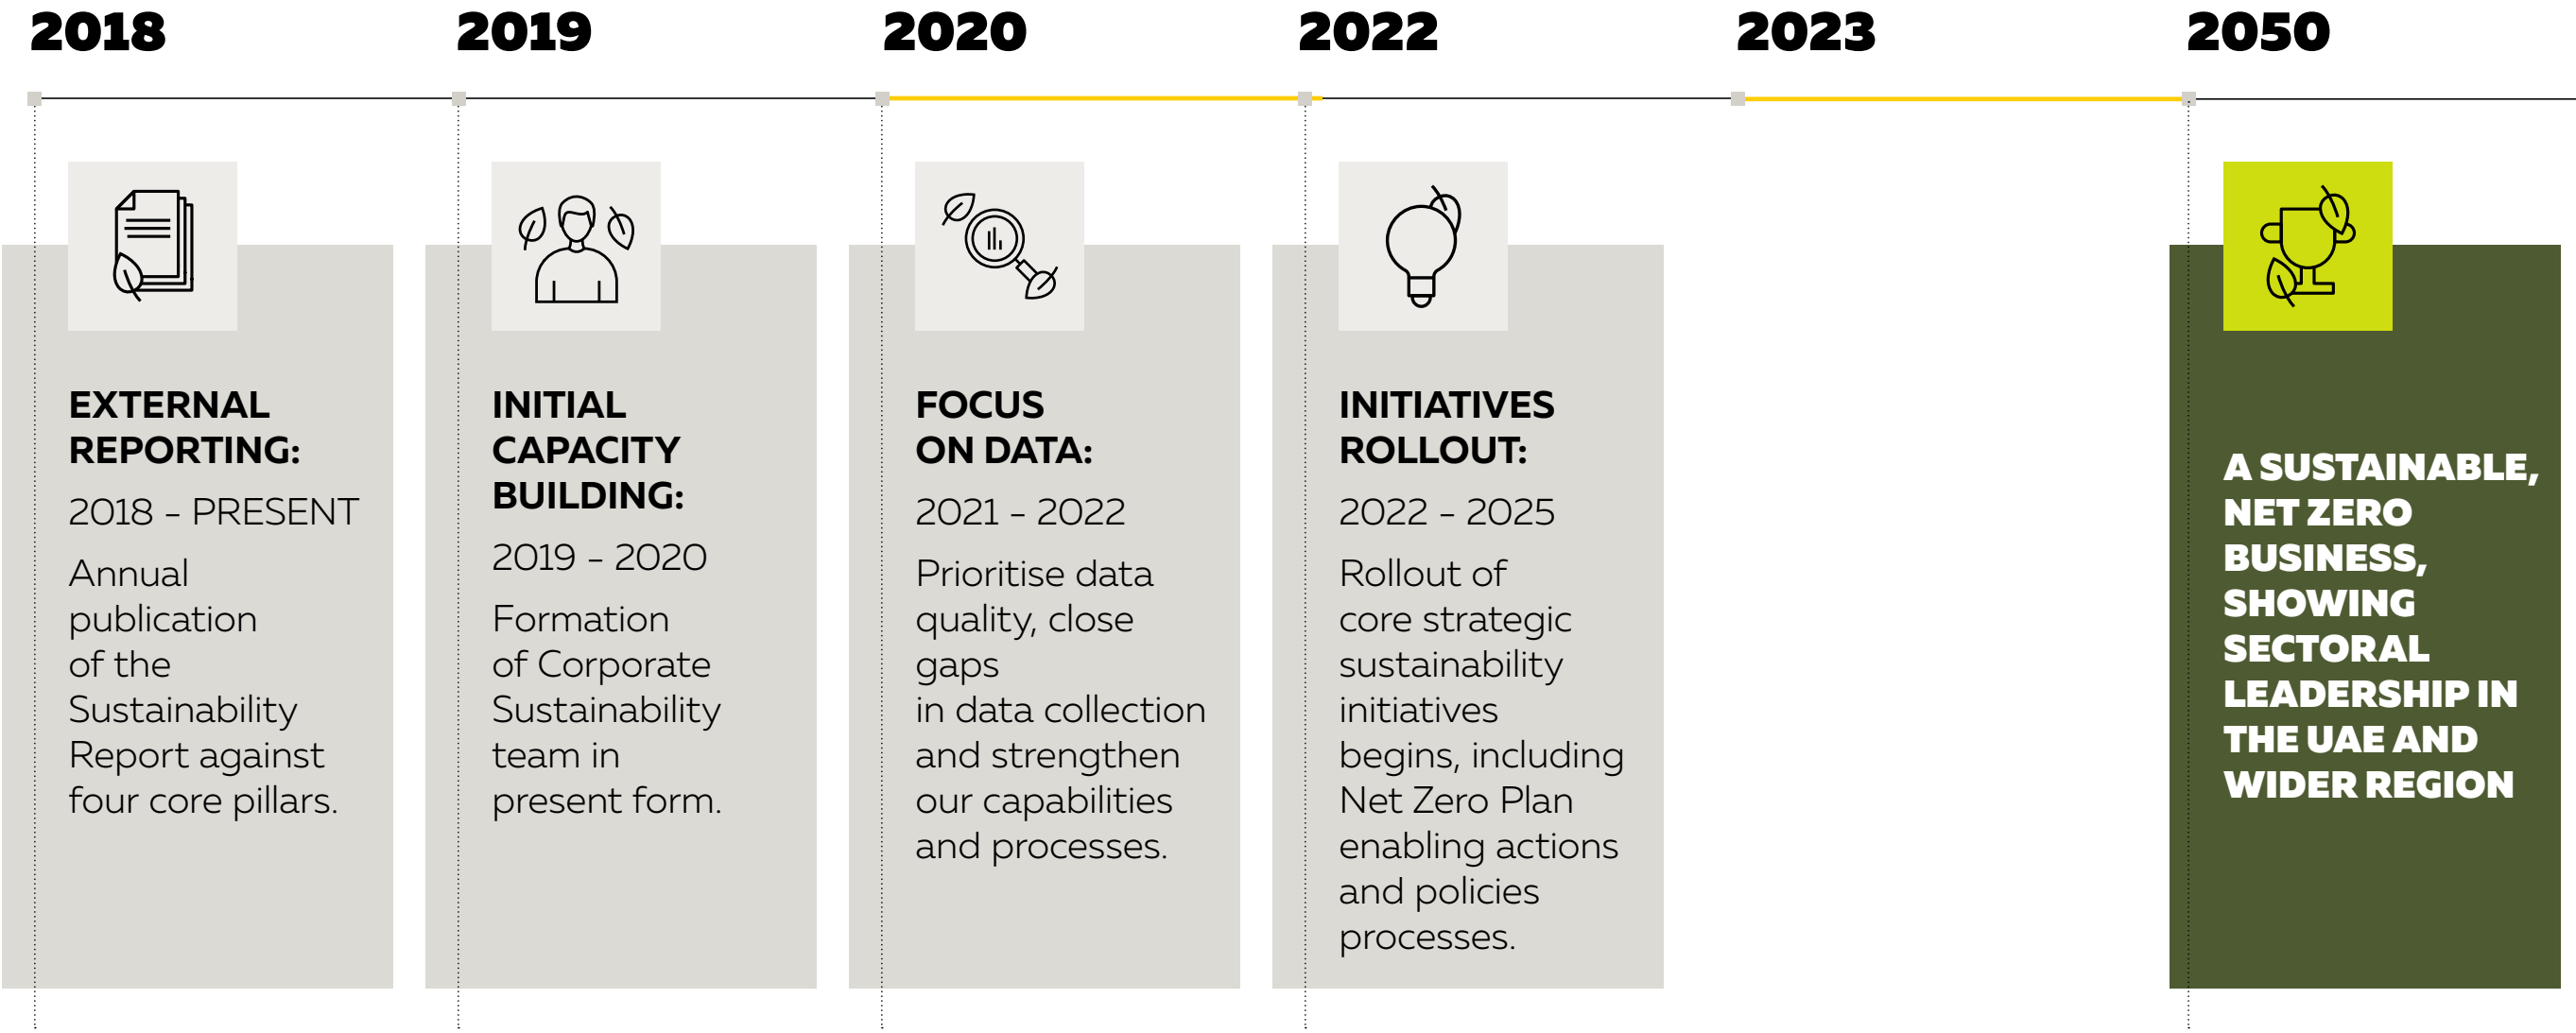 2018
2019
2020
2022
2023
2050
EXTERNAL
REPORTING:
2018 - PRESENT
Annual
publication
of the
Sustainability
Report against
four core pillars.
INITIAL
CAPACITY
BUILDING:
2019 - 2020
Formation
of Corporate
Sustainability
team in
present form.
FOCUS
ON DATA:
2021 - 2022
Prioritise data
quality, close
gaps
in data collection
and strengthen
our capabilities
and processes.
INITIATIVES
ROLLOUT:
2022 - 2025
Rollout of
core strategic
sustainability
initiatives
begins, including
Net Zero Plan
enabling actions
and policies
processes.
A SUSTAINABLE,
NET ZERO
BUSINESS,
SHOWING
SECTORAL
LEADERSHIP IN
THE UAE AND
WIDER REGION